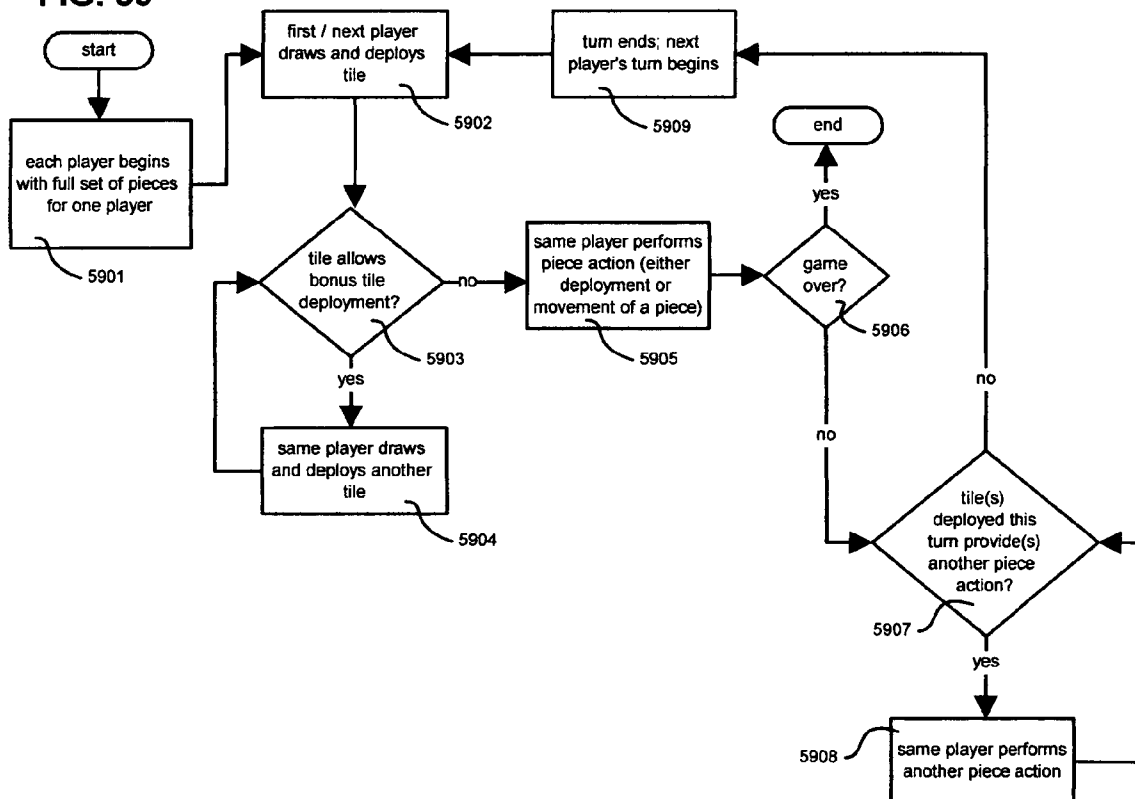 start
each player begins
with full set of pieces
for one player
5901
first / next player
draws and deploys
tile
5902
turn ends; next
player's turn begins
5909
tile allows
bonus tile
deployment?
5903
no
yes
same player draws
and deploys another
tile
5904
same player performs
piece action (either
deployment or
movement of a piece)
5905
end
yes
game
over?
5906
no
no
tile(s)
deployed this
turn provide(s)
another piece
action?
5907
yes
5908
same player performs
another piece action